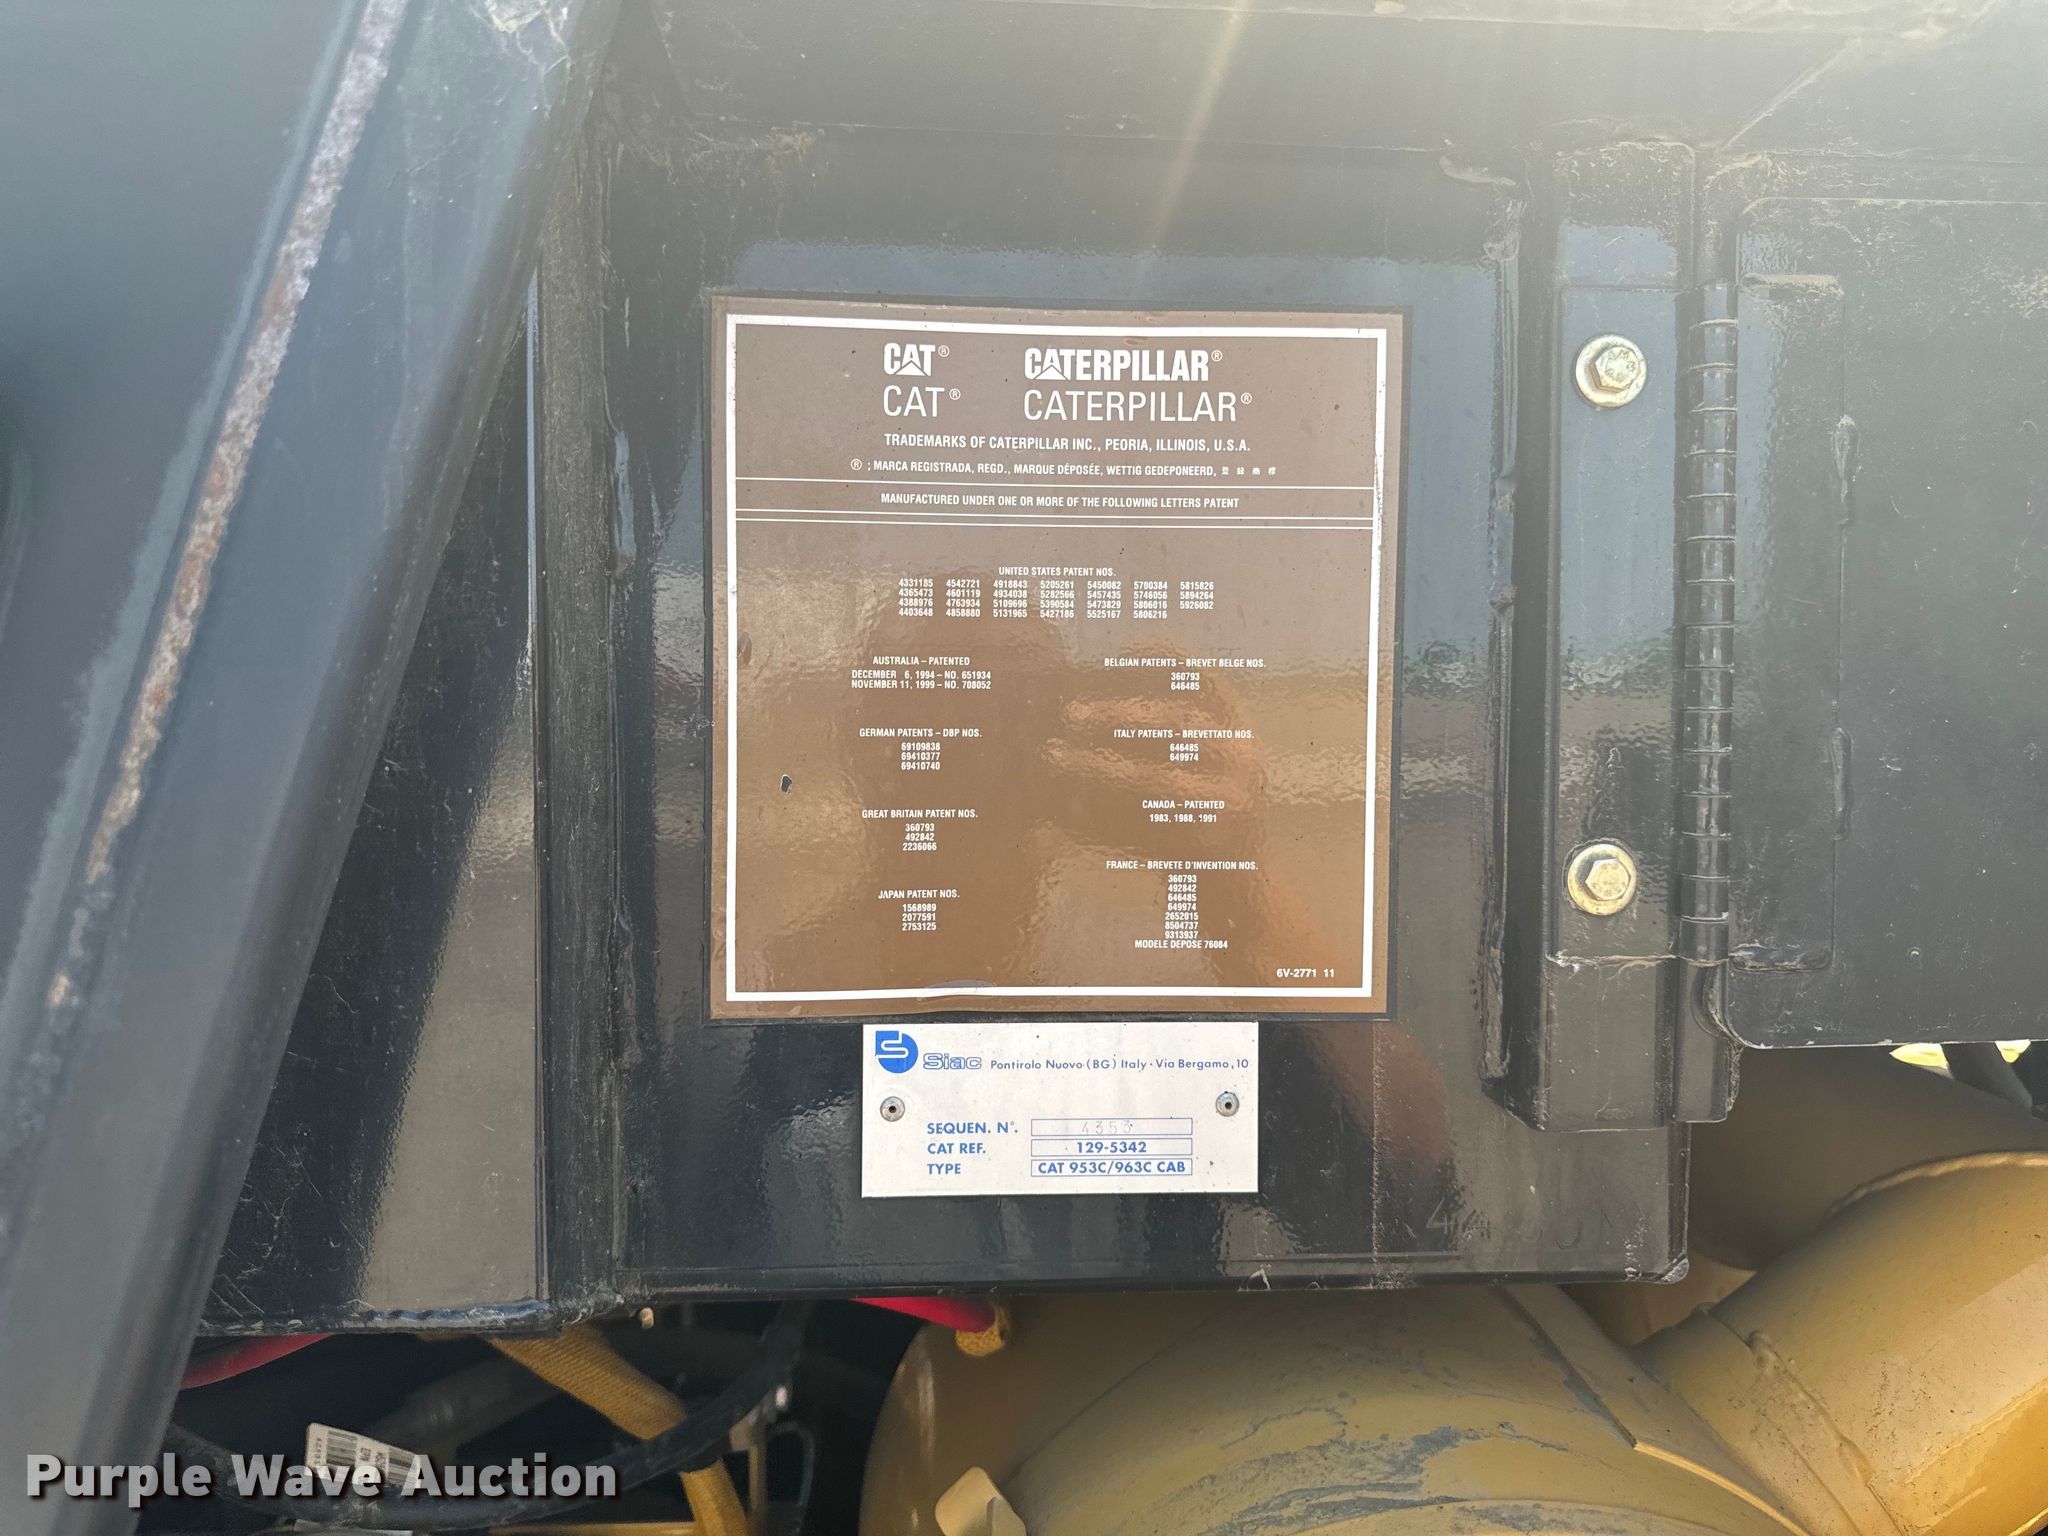 CAT® CATERPILLAR®
CAT® CATERPILLAR®
TRADEMARKS OF CATERPILLAR INC., PEORIA, ILLINOIS, U.S.A.
® ; MARCA REGISTRADA, REGD., MARQUE DÉPOSÉE, WETTIG GEDEPONEERD, 登 録 商 標
MANUFACTURED UNDER ONE OR MORE OF THE FOLLOWING LETTERS PATENT
UNITED STATES PATENT NOS.
4331185 4542721 4918843 5205261 5450082 5700384 5815826
4365473 4601119 4934038 5282566 5457435 5746056 5894264
4388976 4763934 5109696 5390584 5473829 5806016 5926082
4403648 4858880 5131965 5427186 5525167 5806216
AUSTRALIA – PATENTED
DECEMBER 6, 1994 – NO. 651934
NOVEMBER 11, 1999 – NO. 708052
BELGIAN PATENTS – BREVET BELGE NOS.
360793
646485
GERMAN PATENTS – DBP NOS.
69109838
69410377
69410740
ITALY PATENTS – BREVETTATO NOS.
646485
649974
GREAT BRITAIN PATENT NOS.
360793
492842
2236066
CANADA – PATENTED
1983, 1988, 1991
JAPAN PATENT NOS.
1568989
2077591
2753125
FRANCE – BREVETE D'INVENTION NOS.
360793
492842
646485
649974
2652015
8504737
9313937
MODELE DEPOSE 76084
6V-2771 11
Siac Pontirolo Nuovo (BG) Italy · Via Bergamo, 10
SEQUEN. N°. 4353
CAT REF. 129-5342
TYPE CAT 953C/963C CAB
Purple Wave Auction